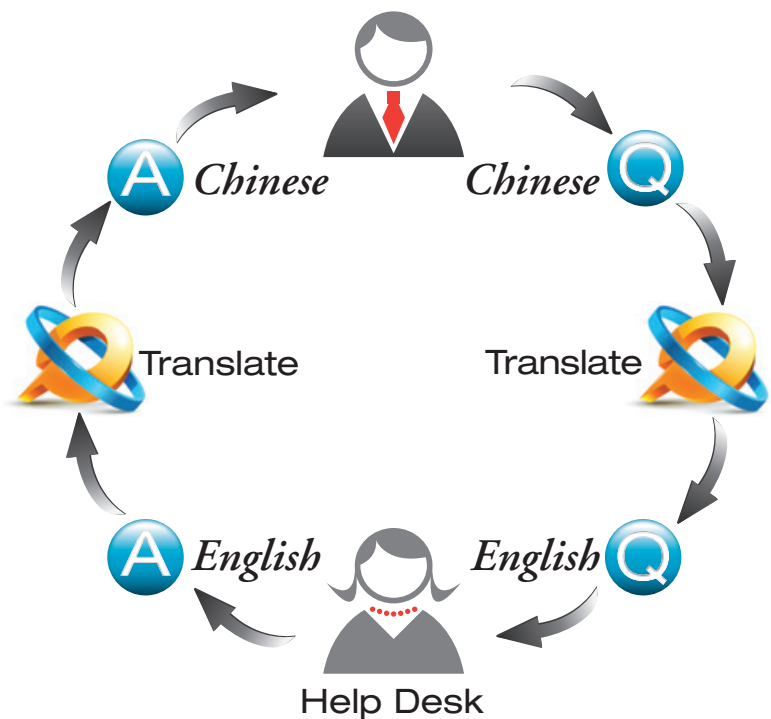 A Chinese
Chinese Q
Translate
Translate
A English
English Q
Help Desk